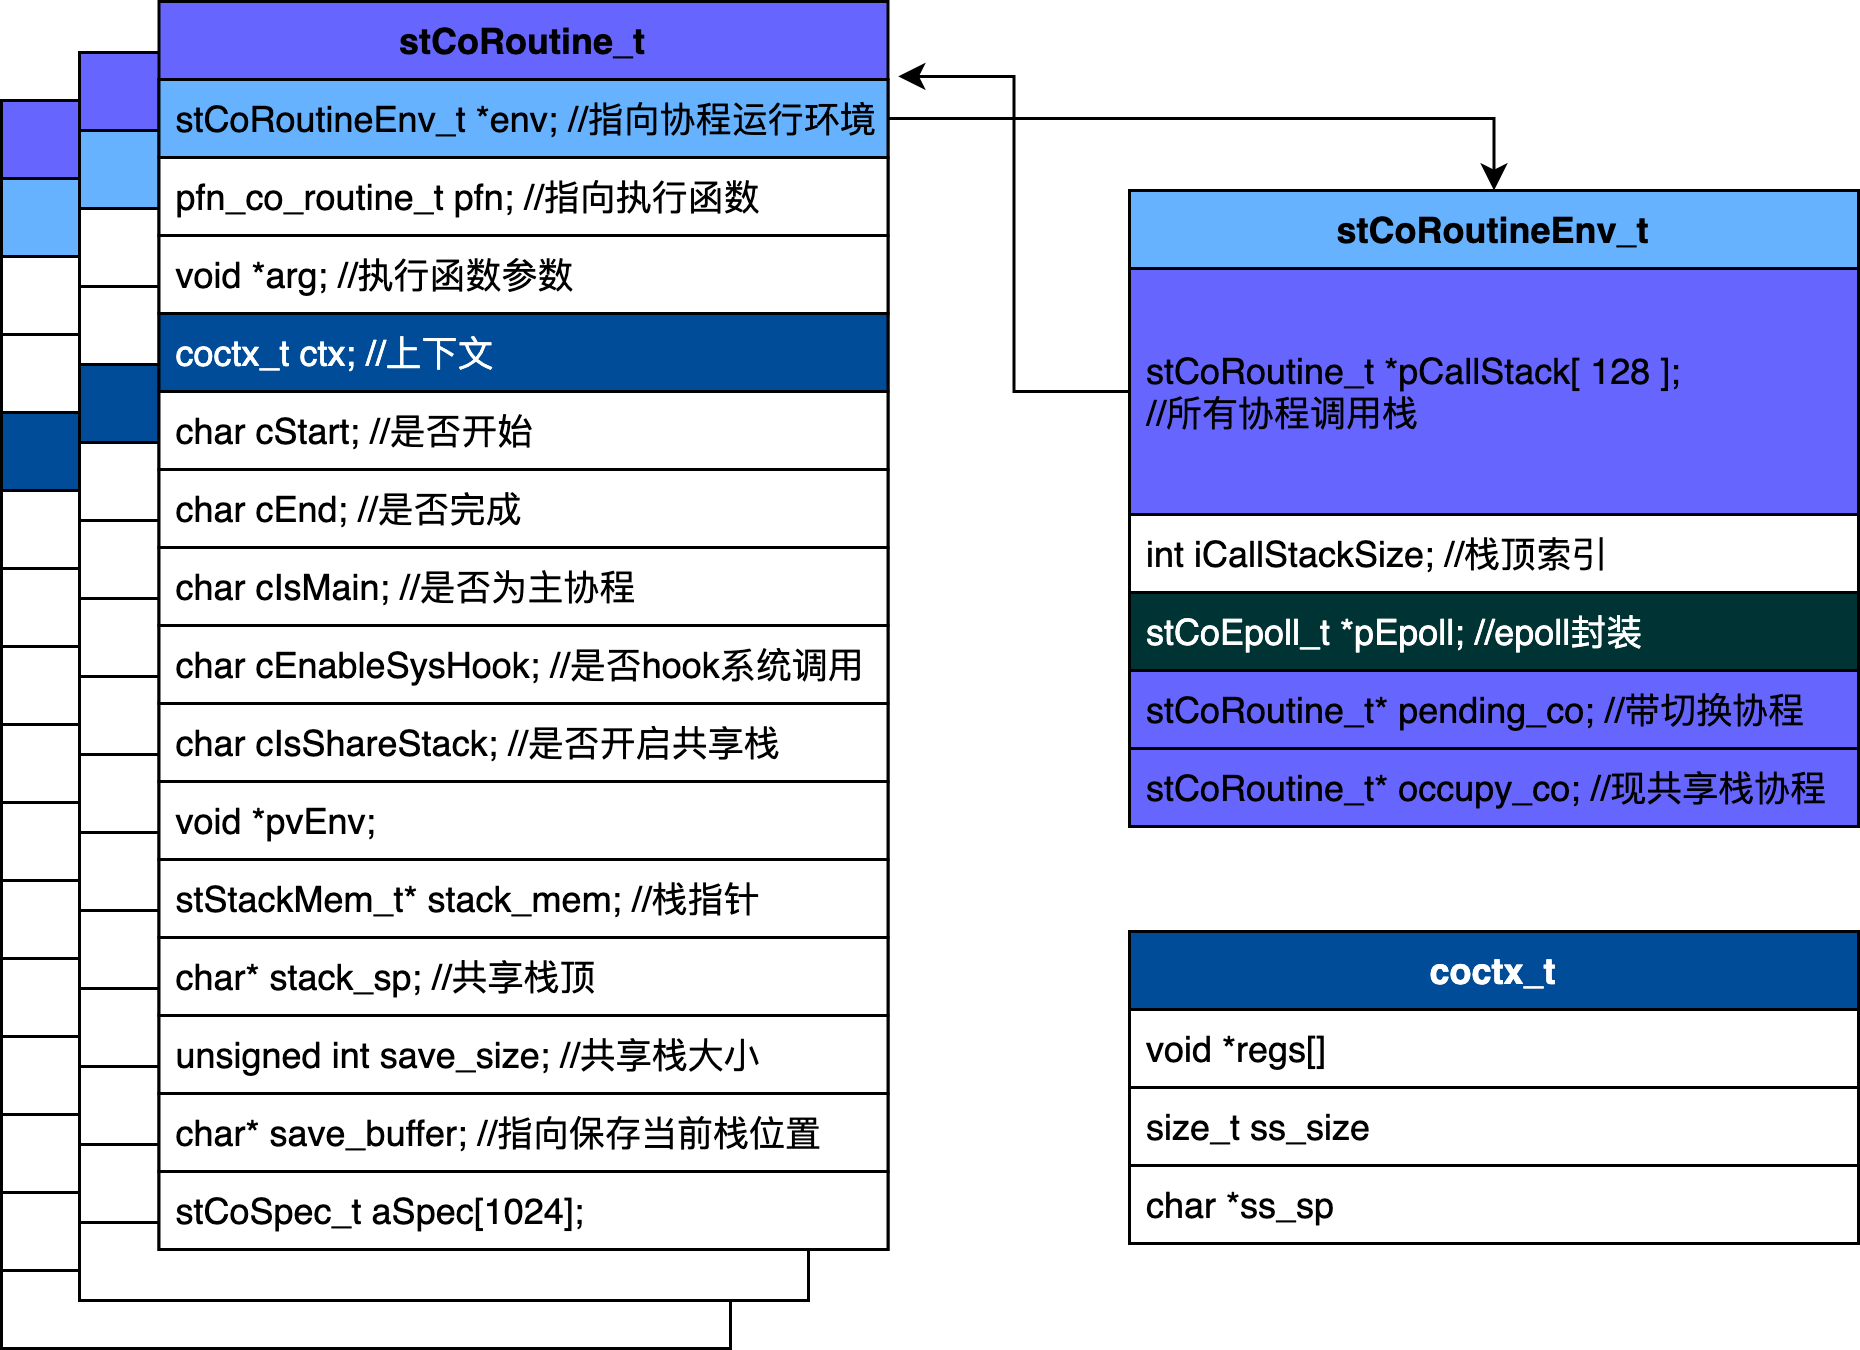 stCoRoutine_t
stCoRoutineEnv_t *env; //指向协程运行环境
pfn_co_routine_t pfn; //指向执行函数
void *arg; //执行函数参数
coctx_t ctx; //上下文
char cStart; //是否开始
char cEnd; //是否完成
char cIsMain; //是否为主协程
char cEnableSysHook; //是否hook系统调用
char cIsShareStack; //是否开启共享栈
void *pvEnv;
stStackMem_t* stack_mem; //栈指针
char* stack_sp; //共享栈顶
unsigned int save_size; //共享栈大小
char* save_buffer; //指向保存当前栈位置
stCoSpec_t aSpec[1024];
stCoRoutineEnv_t
stCoRoutine_t *pCallStack[ 128 ];
//所有协程调用栈
int iCallStackSize; //栈顶索引
stCoEpoll_t *pEpoll; //epoll封装
stCoRoutine_t* pending_co; //带切换协程
stCoRoutine_t* occupy_co; //现共享栈协程
coctx_t
void *regs[]
size_t ss_size
char *ss_sp